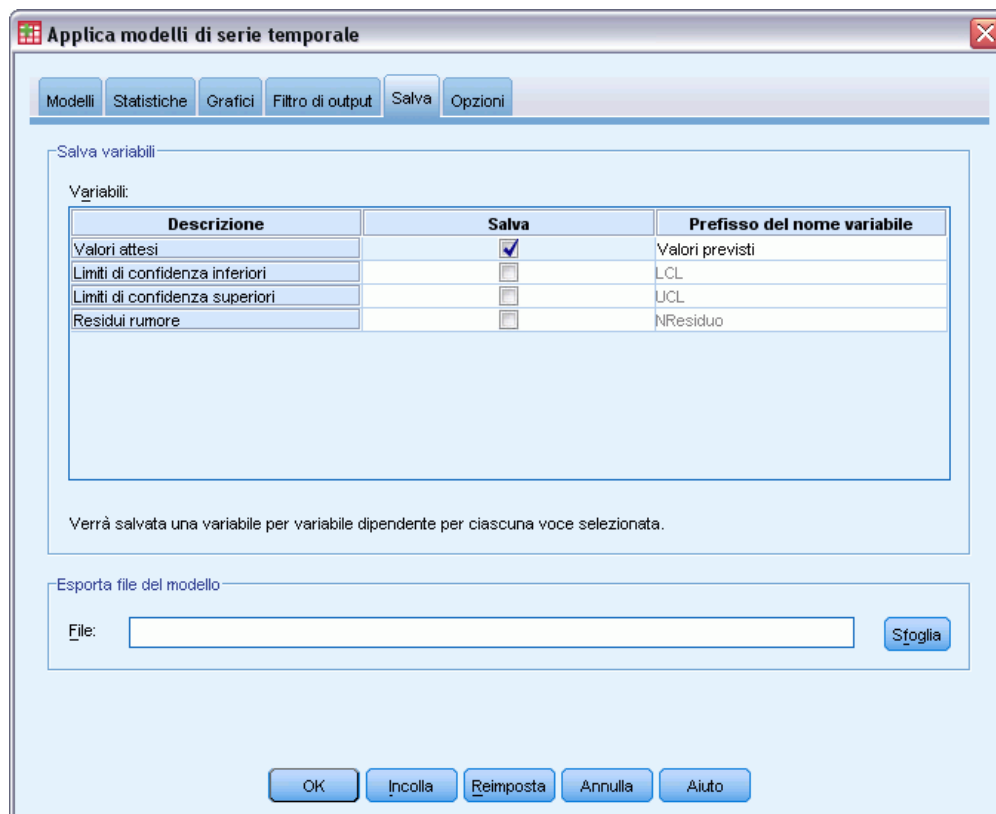 Applica modelli di serie temporale
Modelli Statistiche Grafici Filtro di output Salva Opzioni
Salva variabili
Variabili:
Descrizione Salva Prefisso del nome variabile
Valori attesi Valori previsti
Limiti di confidenza inferiori LCL
Limiti di confidenza superiori UCL
Residui rumore NResiduo
Verrà salvata una variabile per variabile dipendente per ciascuna voce selezionata.
Esporta file del modello
File: Sfoglia
OK Incolla Reimposta Annulla Aiuto